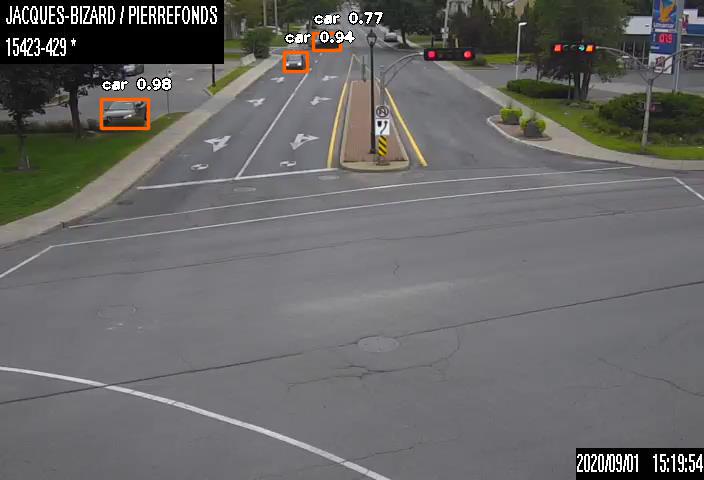 JACQUES-BIZARD / PIERREFONDS
15423-429 *
car 0.77
car 0.94
car 0.98
2020/09/01 15:19:54